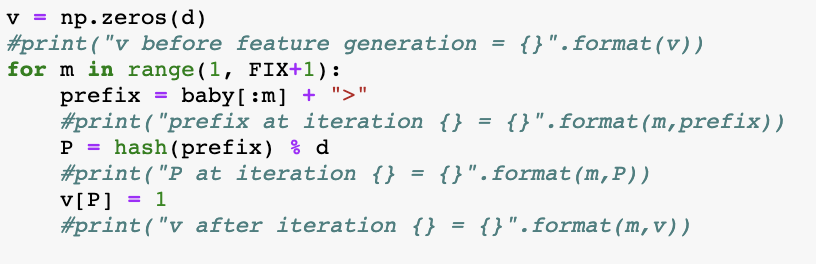 v = np.zeros(d)
#print("v before feature generation = {}".format(v))
for m in range(1, FIX+1):
    prefix = baby[:m] + ">"
    #print("prefix at iteration {} = {}".format(m,prefix))
    P = hash(prefix) % d
    #print("P at iteration {} = {}".format(m,P))
    v[P] = 1
    #print("v after iteration {} = {}".format(m,v))